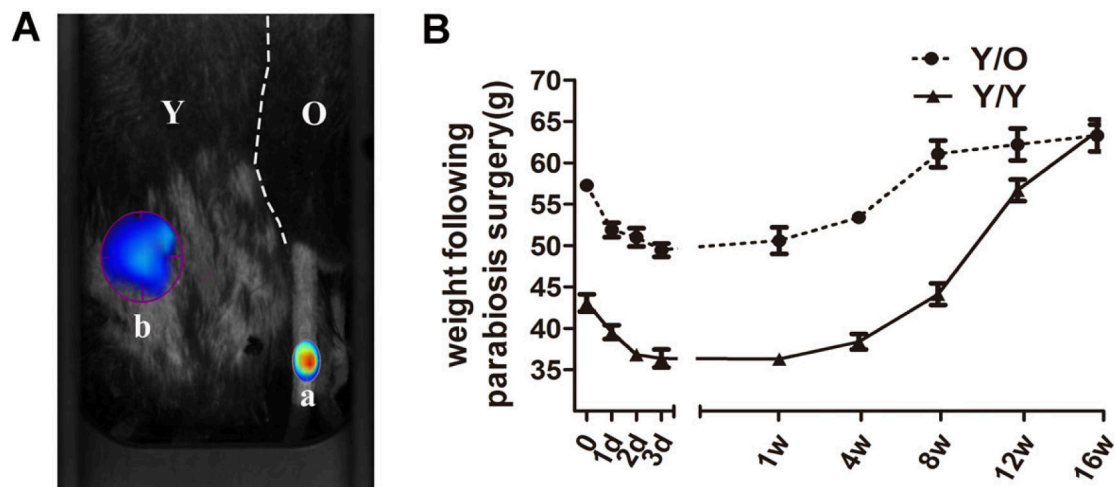 A
Y
O
b
a
B
Y/O
Y/Y
weight following
parabiosis surgery(g)
70
65
60
55
50
45
40
35
0
1d
2d
3d
1w
4w
8w
12w
16w